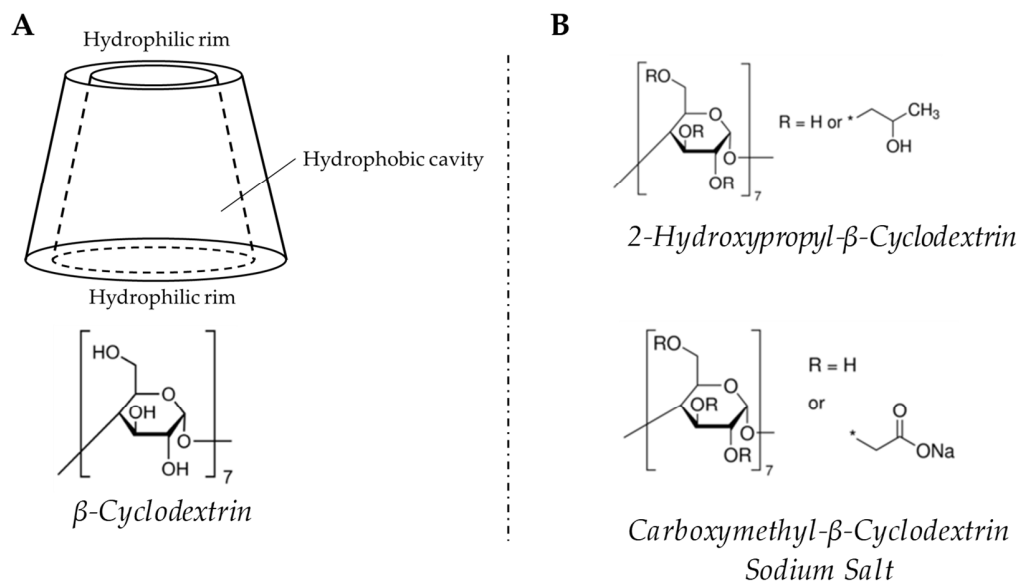 A
Hydrophilic rim
Hydrophobic cavity
Hydrophilic rim
HO
O
OH
O
OH
7
β-Cyclodextrin
B
RO
O
OR
O
OR
7
R = H or *
CH3
OH
2-Hydroxypropyl-β-Cyclodextrin
RO
O
OR
O
OR
7
R = H
or
*
O
ONa
Carboxymethyl-β-Cyclodextrin
Sodium Salt